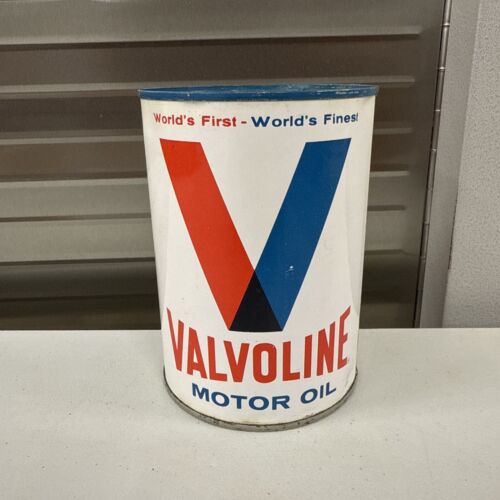 World's First - World's Finest
V
VALVOLINE
MOTOR OIL